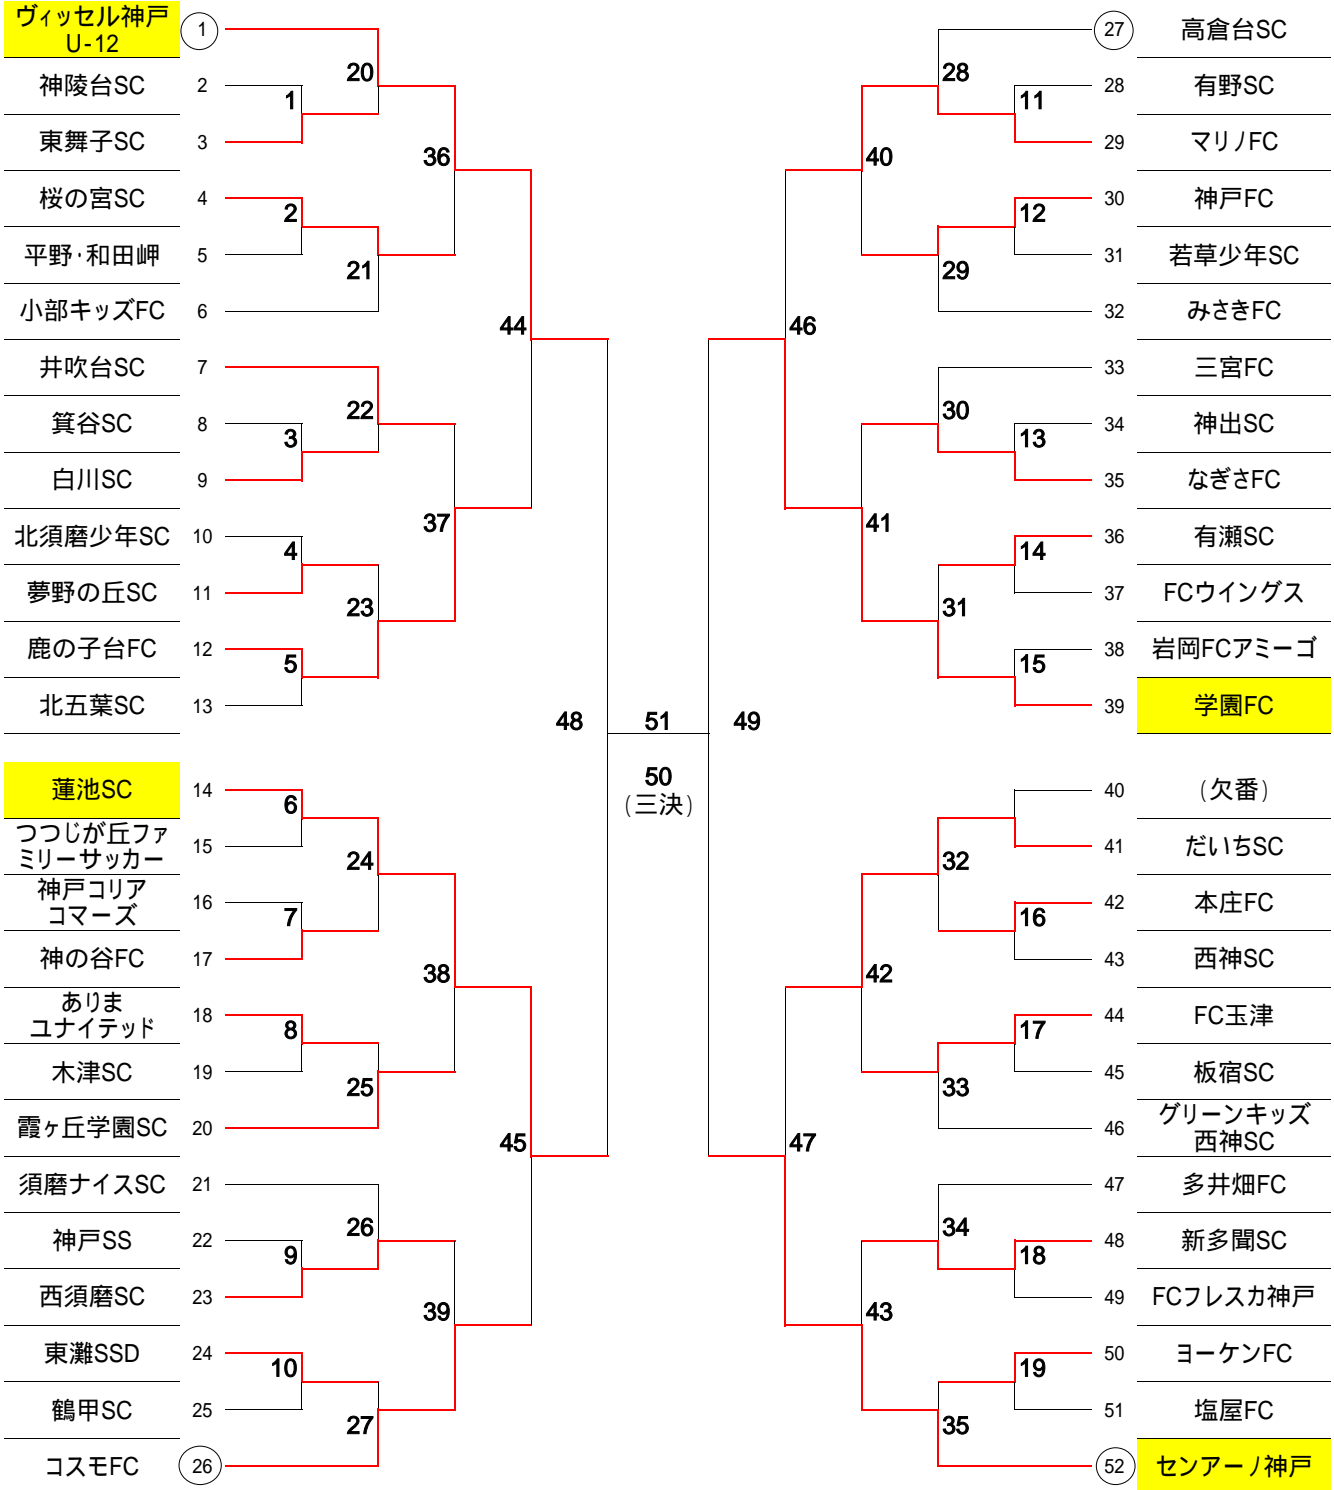 ヴィッセル神戸
U-12
1
神陵台SC
2
東舞子SC
3
桜の宮SC
4
平野・和田岬
5
小部キッズFC
6
井吹台SC
7
箕谷SC
8
白川SC
9
北須磨少年SC
10
夢野の丘SC
11
鹿の子台FC
12
北五葉SC
13
蓮池SC
14
つつじが丘ファ
ミリーサッカー
15
神戸コリア
コマーズ
16
神の谷FC
17
ありま
ユナイテッド
18
木津SC
19
霞ヶ丘学園SC
20
須磨ナイスSC
21
神戸SS
22
西須磨SC
23
東灘SSD
24
鶴甲SC
25
コスモFC
26
1
2
3
4
5
6
7
8
9
10
20
21
22
23
24
25
26
27
36
37
38
39
44
45
48
51
50
(三決)
49
46
47
40
41
42
43
28
29
30
31
32
33
34
35
11
12
13
14
15
16
17
18
19
27
高倉台SC
28
有野SC
29
マリノFC
30
神戸FC
31
若草少年SC
32
みさきFC
33
三宮FC
34
神出SC
35
なぎさFC
36
有瀬SC
37
FCウイングス
38
岩岡FCアミーゴ
39
学園FC
40
(欠番)
41
だいちSC
42
本庄FC
43
西神SC
44
FC玉津
45
板宿SC
46
グリーンキッズ
西神SC
47
多井畑FC
48
新多聞SC
49
FCフレスカ神戸
50
ヨーケンFC
51
塩屋FC
52
センアーノ神戸